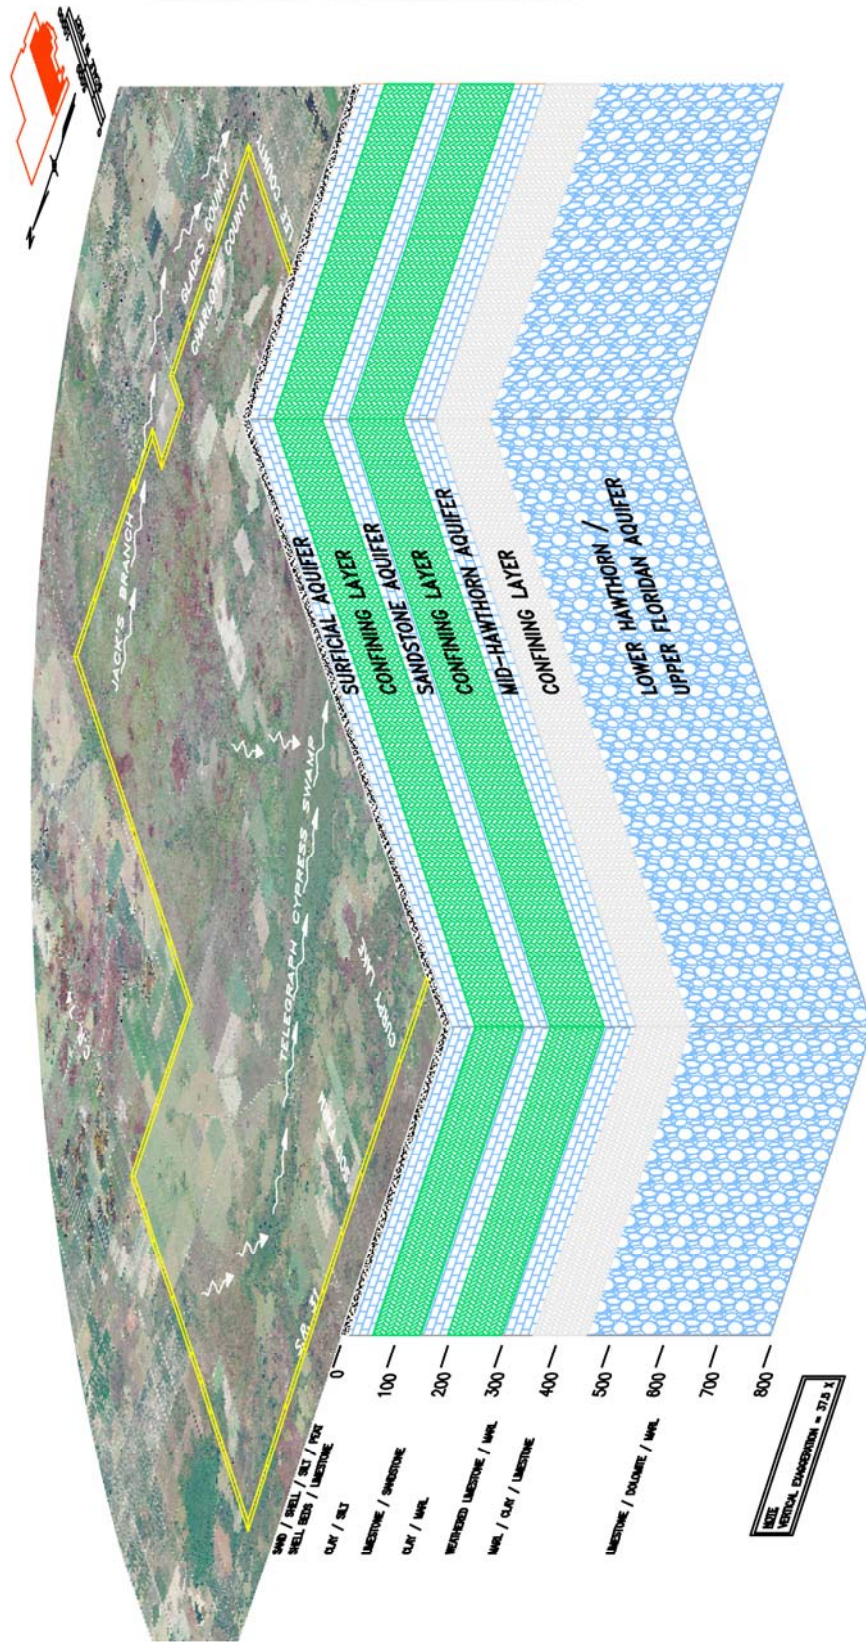 N
JACK'S BRANCH
GLADES COUNTY
CHARLOTTE COUNTY
LEE COUNTY
TELEGRAPH CYPRESS SWAMP
S.R. 31
SURFICIAL AQUIFER
CONFINING LAYER
SANDSTONE AQUIFER
CONFINING LAYER
MID-HAWTHORN AQUIFER
CONFINING LAYER
LOWER HAWTHORN /
UPPER FLORIDAN AQUIFER
0
100
200
300
400
500
600
700
800
SAND / SHELL / SILT / PEAT
SHELL BEDS / LIMESTONE
CLAY / SILT
LIMESTONE / SANDSTONE
CLAY / MARL
WEATHERED LIMESTONE / MARL
MARL / CLAY / LIMESTONE
LIMESTONE / DOLOMITE / MARL
NOTE
VERTICAL EXAGGERATION = 37.5 X